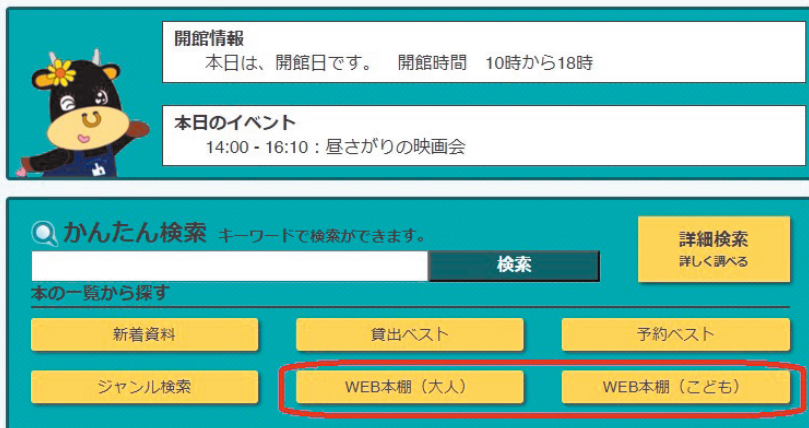 開館情報
本日は、開館日です。　開館時間　10時から18時
本日のイベント
14:00 - 16:10：昼さがりの映画会
かんたん検索 キーワードで検索ができます。
詳細検索
詳しく調べる
検索
本の一覧から探す
新着資料　貸出ベスト　予約ベスト
ジャンル検索　WEB本棚（大人）　WEB本棚（こども）